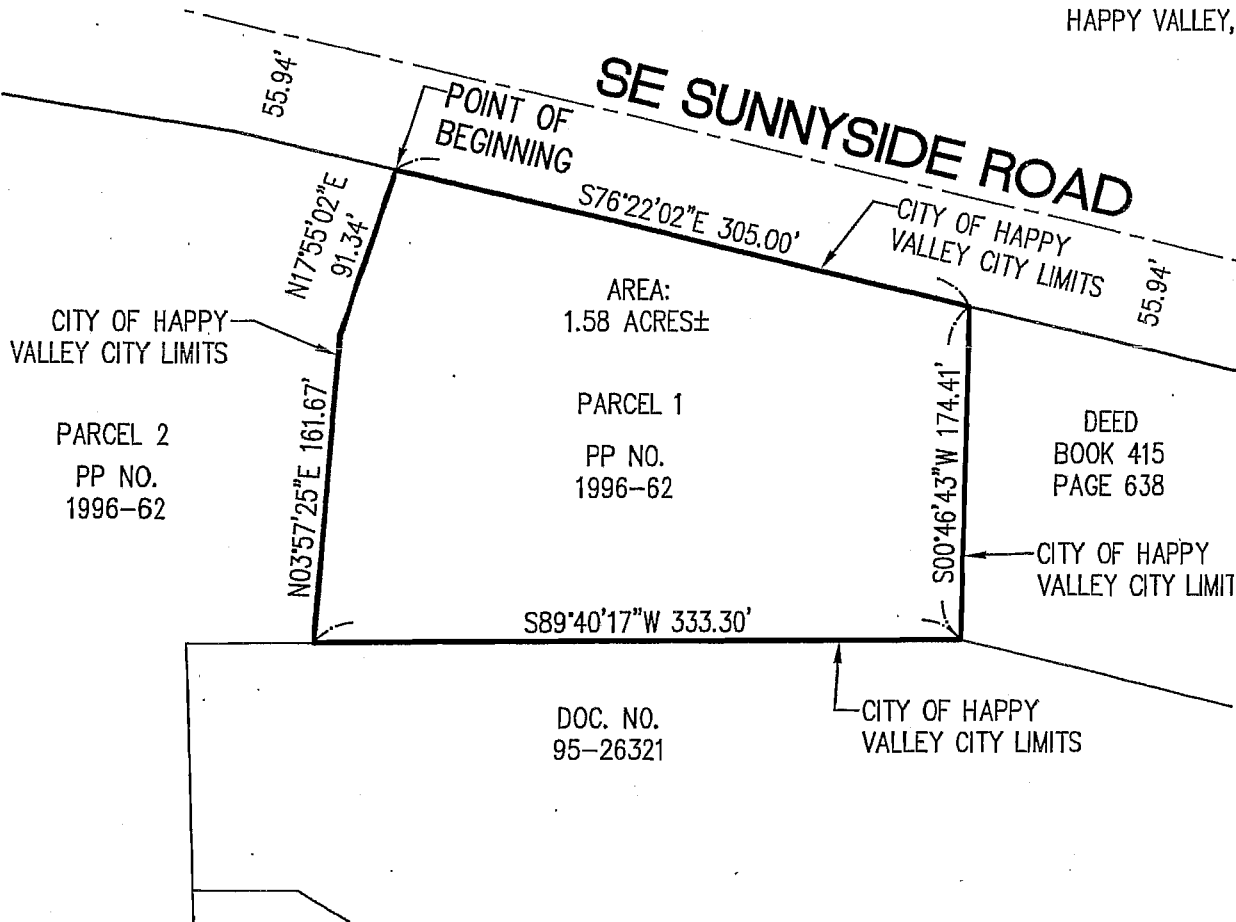 HAPPY VALLEY,
SE SUNNYSIDE ROAD
55.94'
POINT OF
BEGINNING
S76°22'02"E 305.00'
CITY OF HAPPY
VALLEY CITY LIMITS
55.94'
N17°55'02"E
91.34'
AREA:
1.58 ACRES±
CITY OF HAPPY
VALLEY CITY LIMITS
N03°57'25"E 161.67'
PARCEL 1
PP NO.
1996-62
PARCEL 2
PP NO.
1996-62
S00°46'43"W 174.41'
DEED
BOOK 415
PAGE 638
CITY OF HAPPY
VALLEY CITY LIMIT
S89°40'17"W 333.30'
CITY OF HAPPY
VALLEY CITY LIMITS
DOC. NO.
95-26321